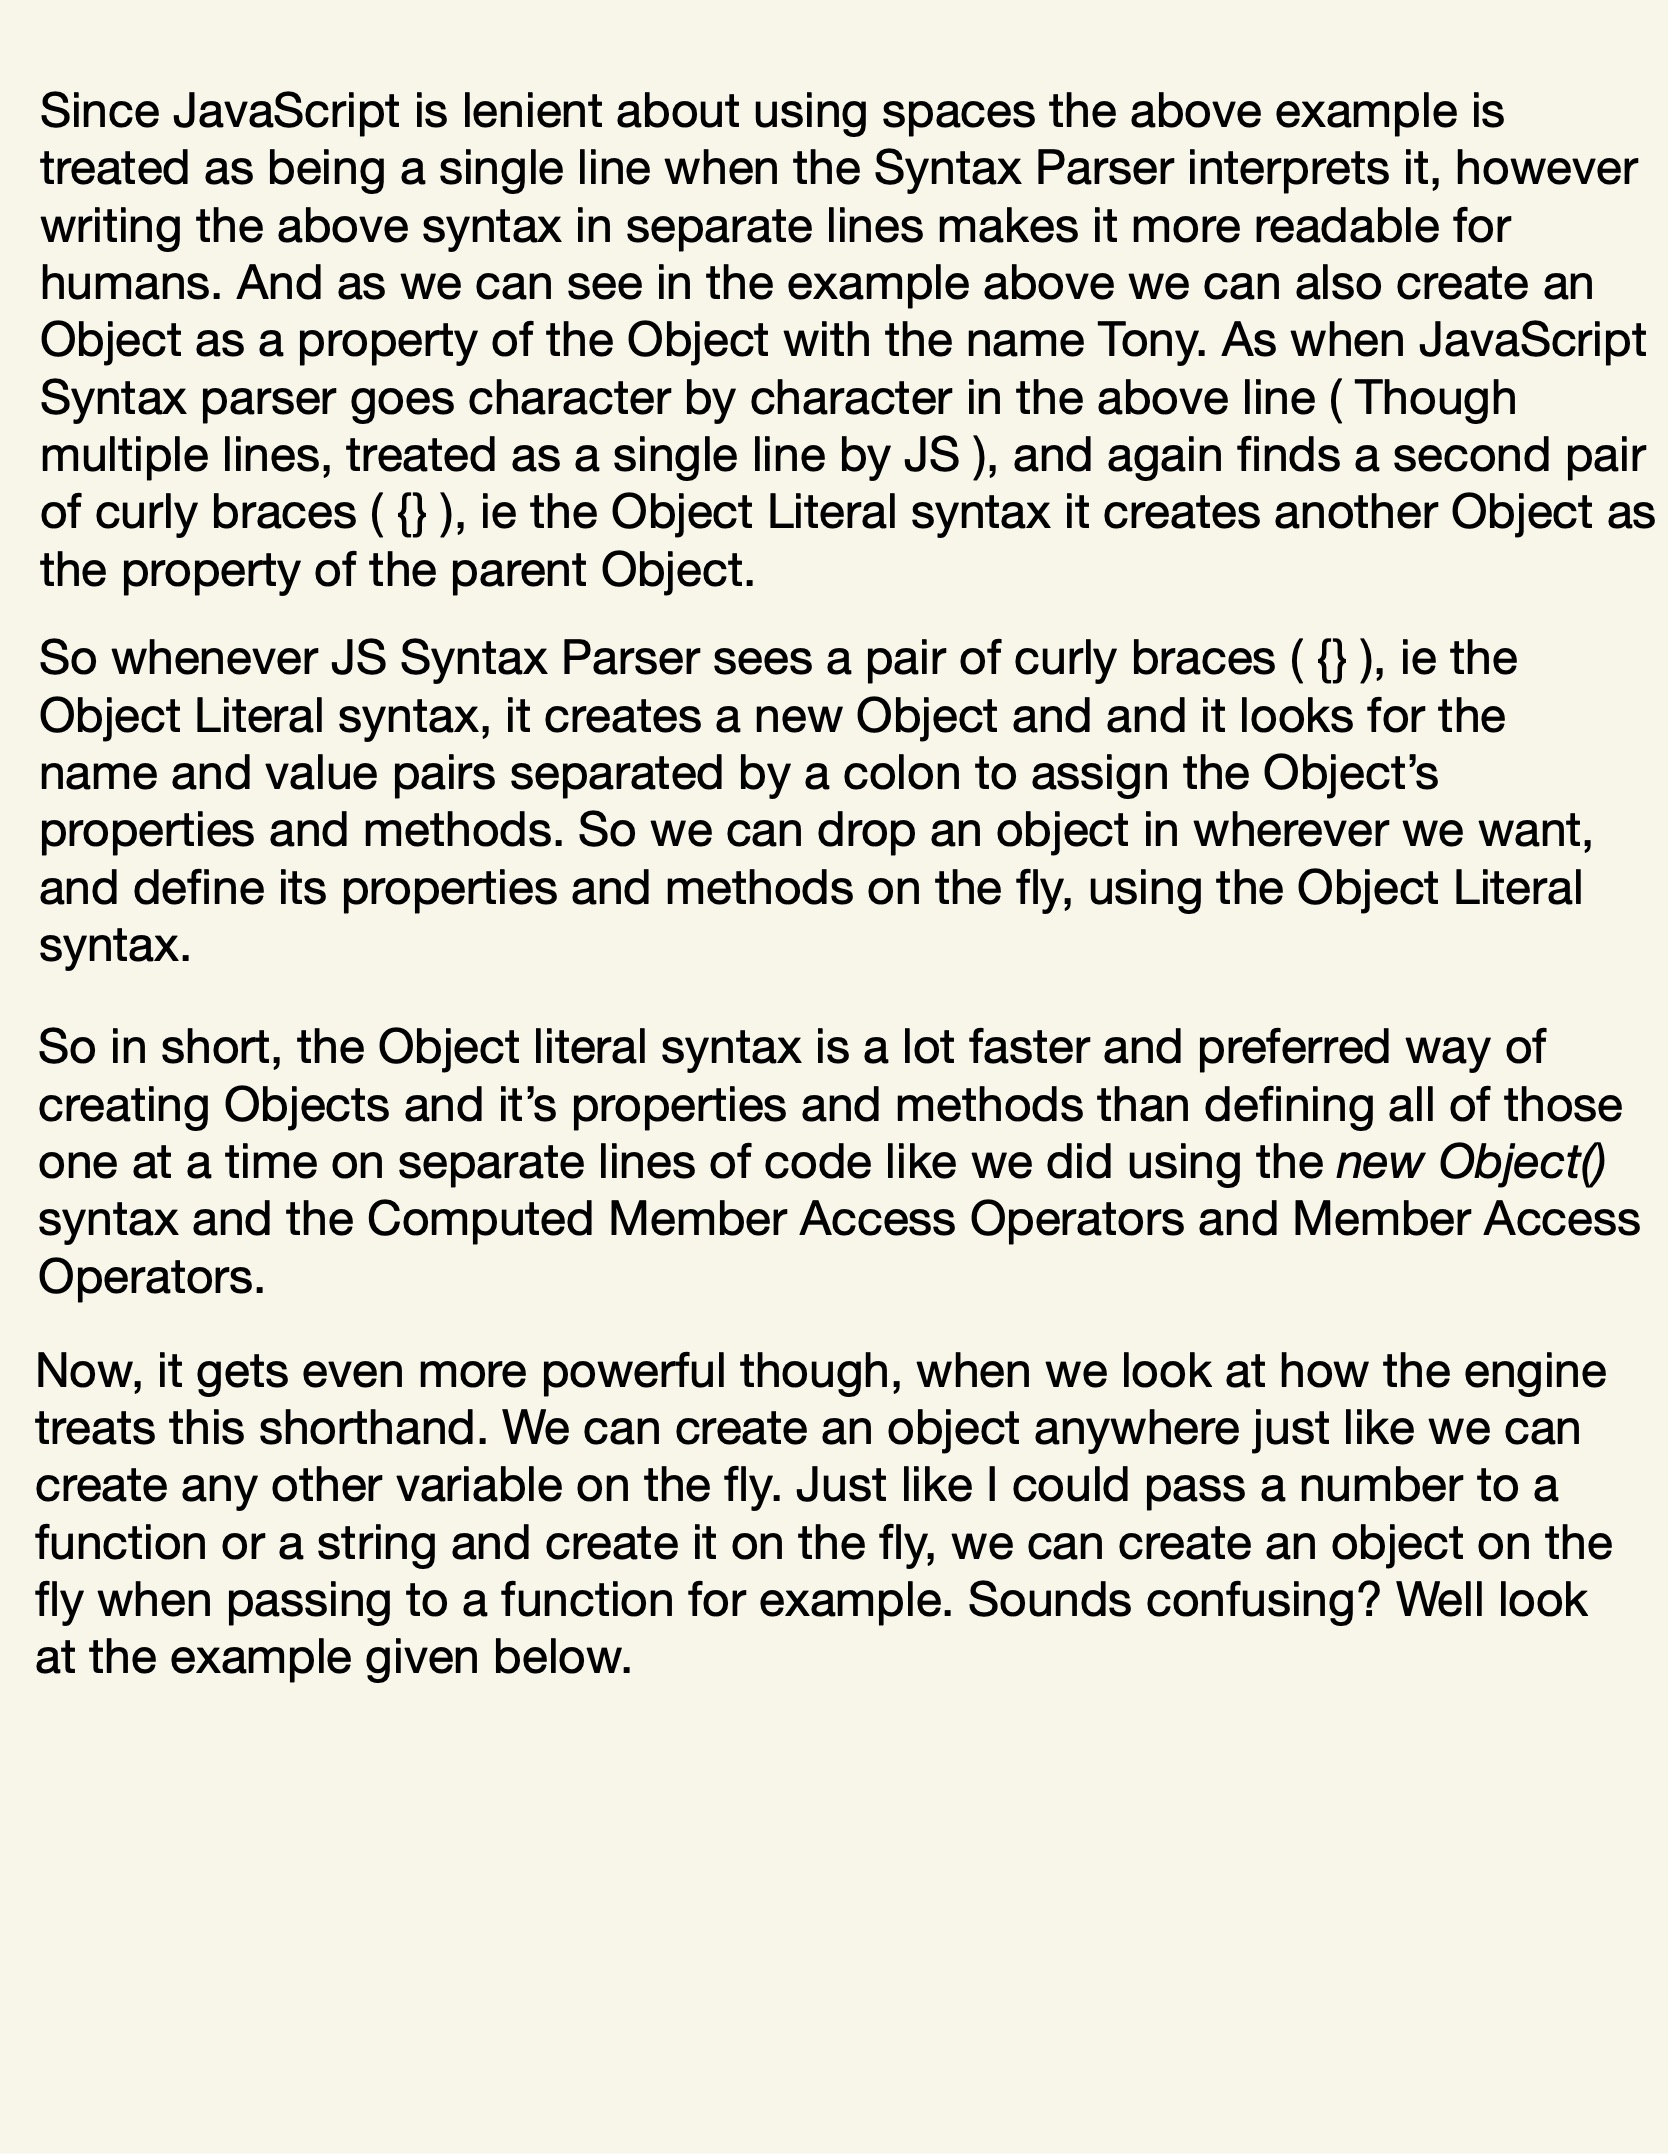 Since JavaScript is lenient about using spaces the above example is
treated as being a single line when the Syntax Parser interprets it, however
writing the above syntax in separate lines makes it more readable for
humans. And as we can see in the example above we can also create an
Object as a property of the Object with the name Tony. As when JavaScript
Syntax parser goes character by character in the above line ( Though
multiple lines, treated as a single line by JS ), and again finds a second pair
of curly braces ( {} ), ie the Object Literal syntax it creates another Object as
the property of the parent Object.
So whenever JS Syntax Parser sees a pair of curly braces ( {} ), ie the
Object Literal syntax, it creates a new Object and and it looks for the
name and value pairs separated by a colon to assign the Object’s
properties and methods. So we can drop an object in wherever we want,
and define its properties and methods on the fly, using the Object Literal
syntax.
So in short, the Object literal syntax is a lot faster and preferred way of
creating Objects and it’s properties and methods than defining all of those
one at a time on separate lines of code like we did using the new Object()
syntax and the Computed Member Access Operators and Member Access
Operators.
Now, it gets even more powerful though, when we look at how the engine
treats this shorthand. We can create an object anywhere just like we can
create any other variable on the fly. Just like I could pass a number to a
function or a string and create it on the fly, we can create an object on the
fly when passing to a function for example. Sounds confusing? Well look
at the example given below.